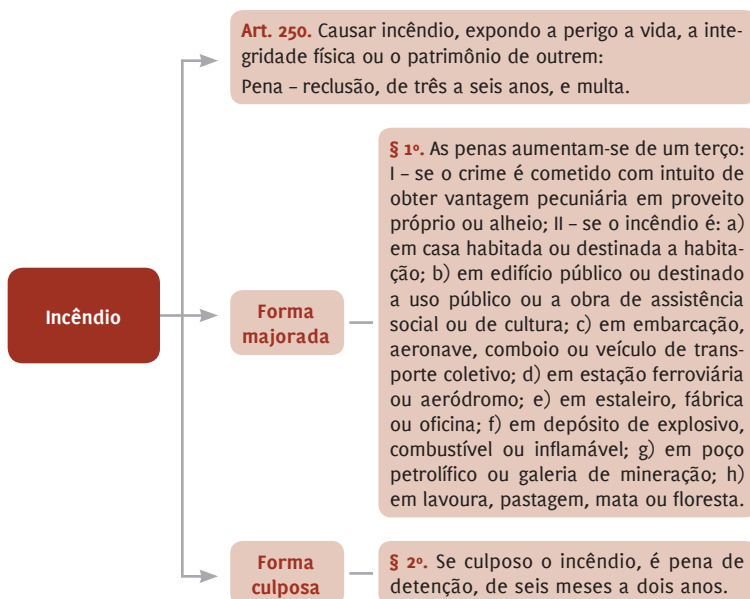 Art. 250. Causar incêndio, expondo a perigo a vida, a inte-
gridade física ou o patrimônio de outrem:
Pena – reclusão, de três a seis anos, e multa.
Incêndio
Forma
majorada
§ 1º. As penas aumentam-se de um terço:
I – se o crime é cometido com intuito de
obter vantagem pecuniária em proveito
próprio ou alheio; II – se o incêndio é: a)
em casa habitada ou destinada a habita-
ção; b) em edifício público ou destinado
a uso público ou a obra de assistência
social ou de cultura; c) em embarcação,
aeronave, comboio ou veículo de trans-
porte coletivo; d) em estação ferroviária
ou aeródromo; e) em estaleiro, fábrica
ou oficina; f) em depósito de explosivo,
combustível ou inflamável; g) em poço
petrolífico ou galeria de mineração; h)
em lavoura, pastagem, mata ou floresta.
Forma
culposa
§ 2º. Se culposo o incêndio, é pena de
detenção, de seis meses a dois anos.